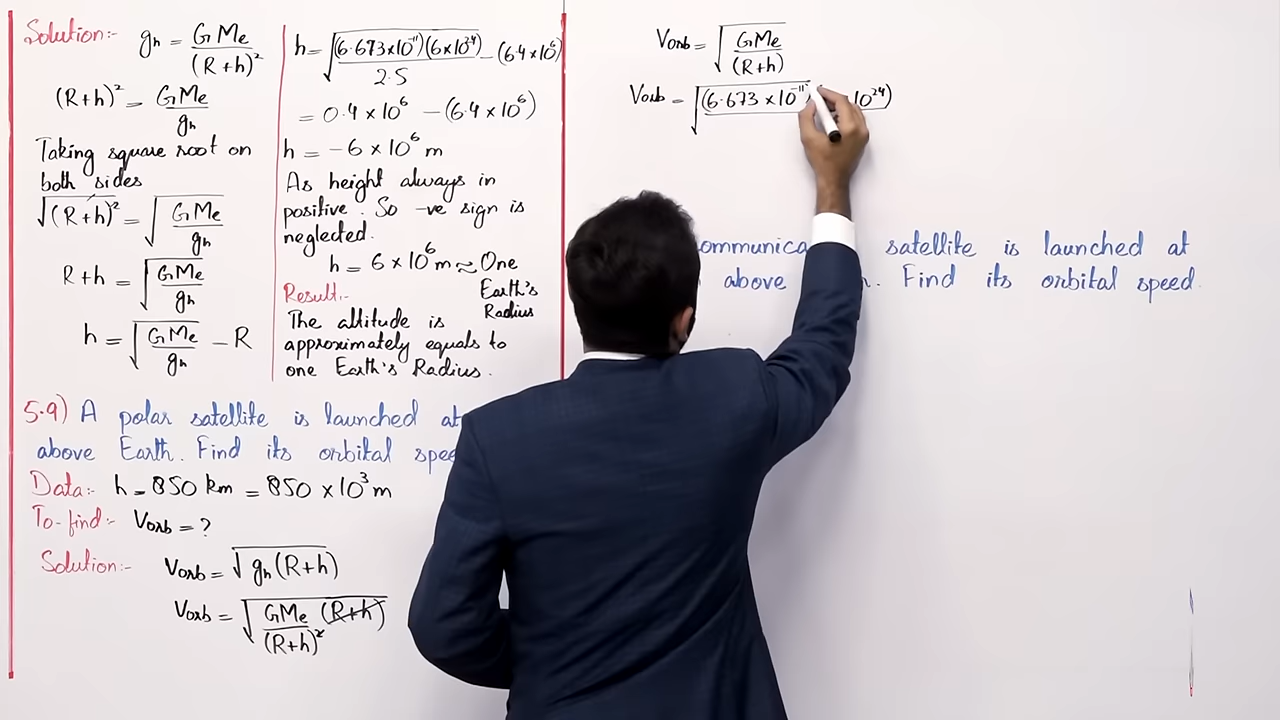 Solution:- gh = GMe / (R+h)²
(R+h)² = GMe / gh
Taking square root on
both sides
√(R+h)² = √(GMe / gh)
R+h = √(GMe / gh)
h = √(GMe / gh) - R
h = √((6.673×10⁻¹¹)(6×10²⁴) / 2.5) - (6.4×10⁶)
= 0.4×10⁶ - (6.4×10⁶)
h = -6×10⁶ m
As height always in
positive. So -ve sign is
neglected.
h = 6×10⁶ m ≈ One
Earth's
Radius
Result:-
The altitude is
approximately equals to
one Earth's Radius.
5.9) A polar satellite is launched at
above Earth. Find its orbital
Data:- h = 850 km = 850 ×10³ m
To-find:- Vorb = ?
Solution:- Vorb = √gh(R+h)
Vorb = √(GMe / (R+h)² (R+h))
Vorb = √(GMe / (R+h))
Vorb = √(6.673×10⁻¹¹) 10²⁴)
satellite is launched at
above Find its orbital speed.